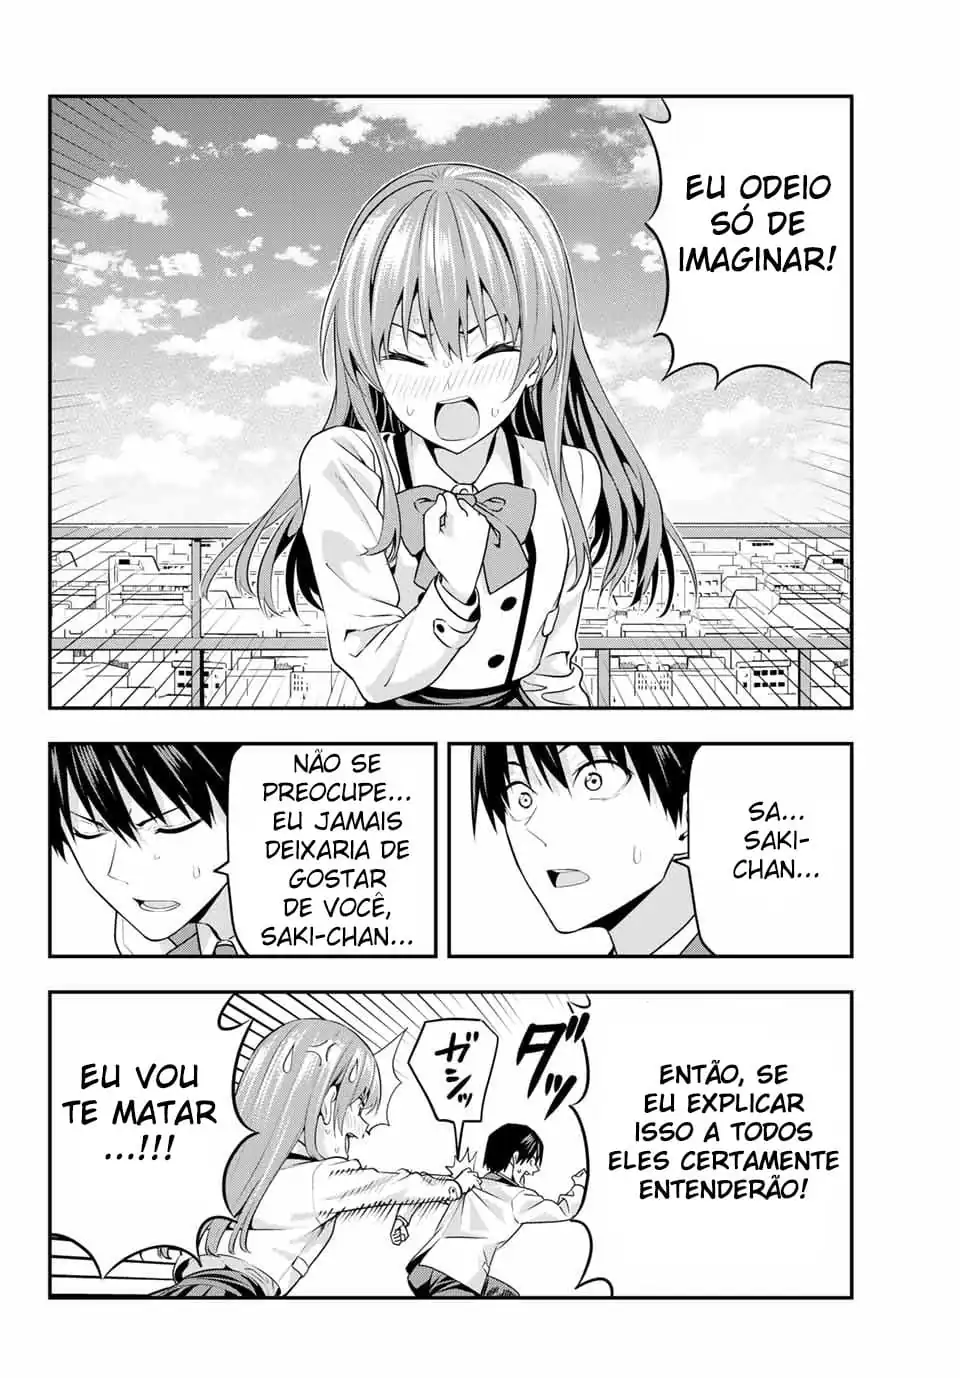 EU ODEIO
SÓ DE
IMAGINAR!
SA...
SAKI-
CHAN...
NÃO SE
PREOCUPE...
EU JAMAIS
DEIXARIA DE
GOSTAR
DE VOCÊ,
SAKI-CHAN...
ENTÃO, SE
EU EXPLICAR
ISSO A TODOS
ELES CERTAMENTE
ENTENDERÃO!
ダッ
ガシッ
EU VOU
TE MATAR
...!!!